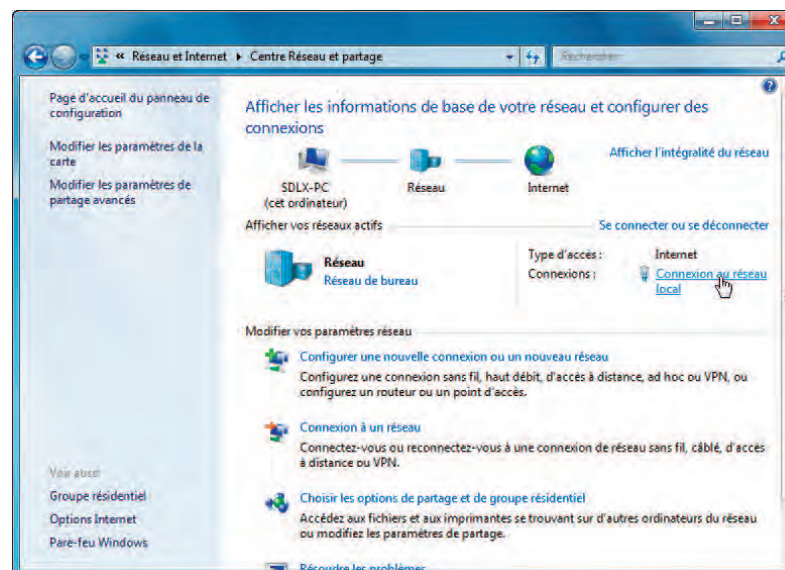 « Réseau et Internet ▸ Centre Réseau et partage
Rechercher
Page d'accueil du panneau de
configuration
Modifier les paramètres de la
carte
Modifier les paramètres de
partage avancés
Voir aussi
Groupe résidentiel
Options Internet
Pare-feu Windows
Afficher les informations de base de votre réseau et configurer des
connexions
Afficher l'intégralité du réseau
SDLX-PC
(cet ordinateur)
Réseau
Internet
Afficher vos réseaux actifs
Se connecter ou se déconnecter
Réseau
Réseau de bureau
Type d'accès :
Internet
Connexions :
Connexion au réseau
local
Modifier vos paramètres réseau
Configurer une nouvelle connexion ou un nouveau réseau
Configurez une connexion sans fil, haut débit, d'accès à distance, ad hoc ou VPN, ou
configurez un routeur ou un point d'accès.
Connexion à un réseau
Connectez-vous ou reconnectez-vous à une connexion de réseau sans fil, câblé, d'accès
à distance ou VPN.
Choisir les options de partage et de groupe résidentiel
Accédez aux fichiers et aux imprimantes se trouvant sur d'autres ordinateurs du réseau
ou modifiez les paramètres de partage.
Résoudre les problèmes